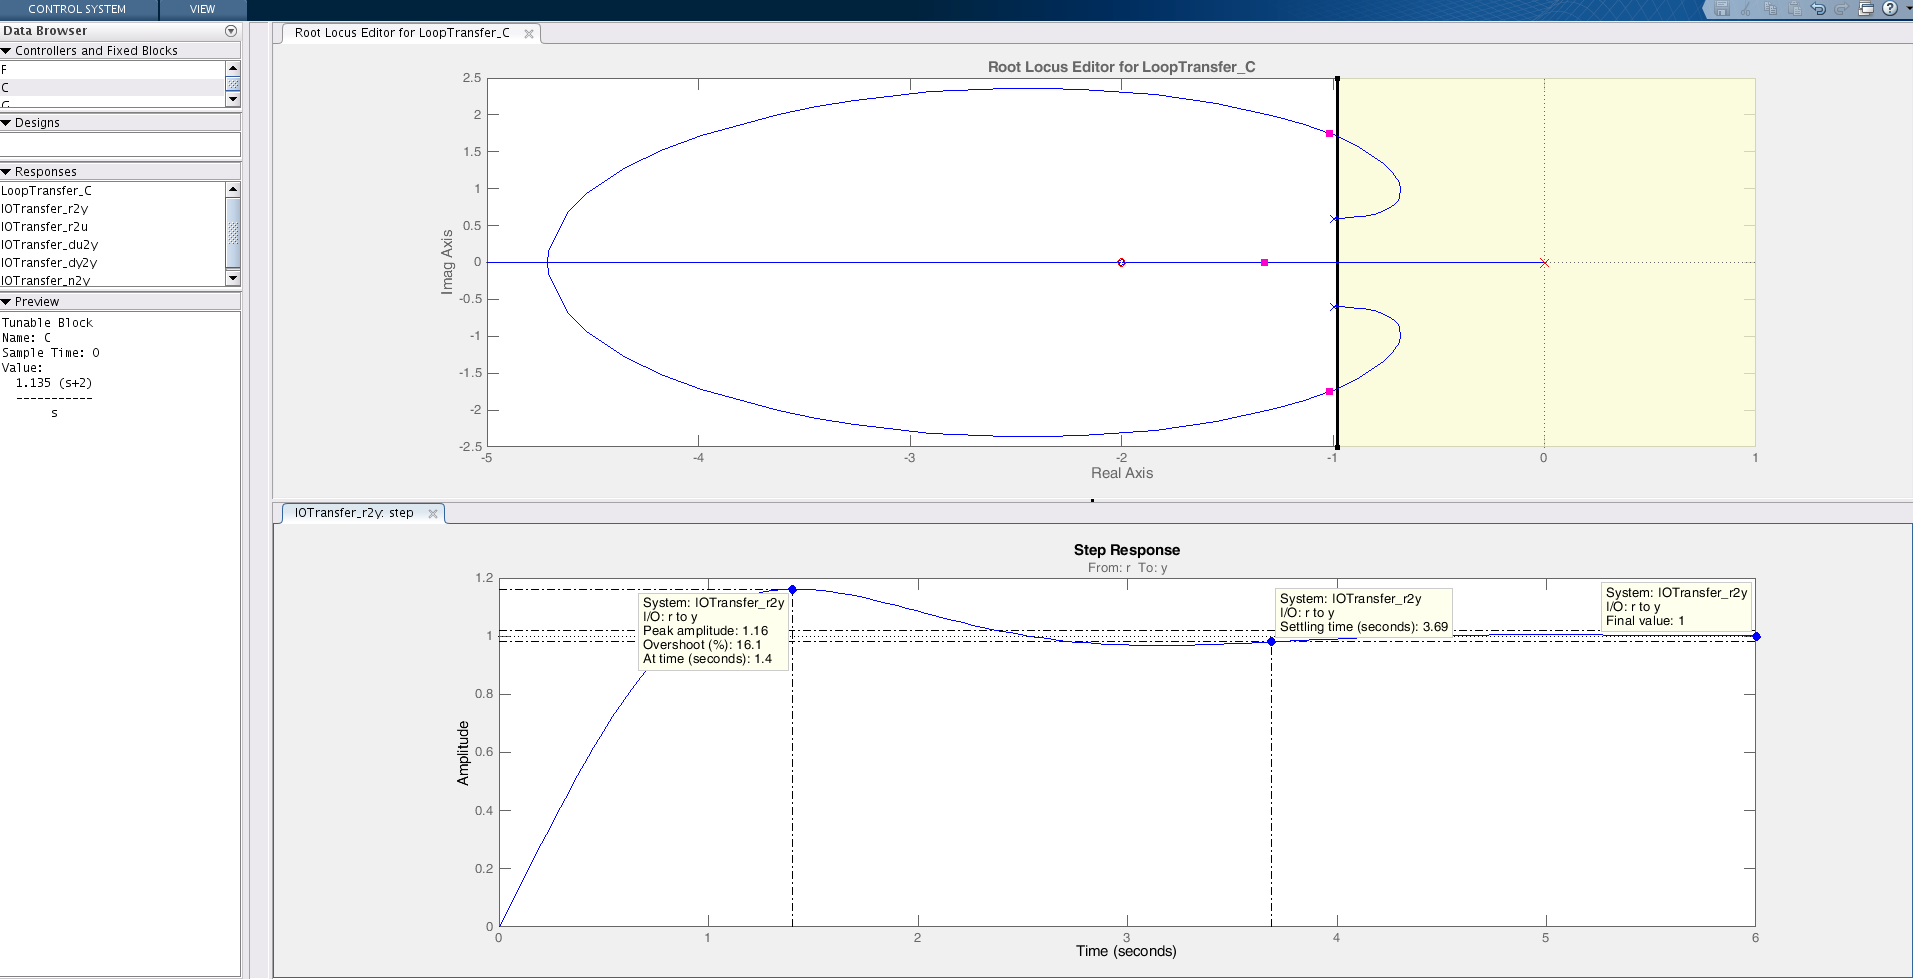 CONTROL SYSTEM VIEW
Data Browser
Controllers and Fixed Blocks
F
C
G
Designs
Responses
LoopTransfer_C
IOTransfer_r2y
IOTransfer_r2u
IOTransfer_du2y
IOTransfer_dy2y
IOTransfer_n2y
Preview
Tunable Block
Name: C
Sample Time: 0
Value:
1.135 (s+2)
-----------
s
Root Locus Editor for LoopTransfer_C
Root Locus Editor for LoopTransfer_C
2.5
2
1.5
1
0.5
0
-0.5
-1
-1.5
-2
-2.5
Imag Axis
-5 -4 -3 -2 -1 0 1
Real Axis
IOTransfer_r2y: step
Step Response
From: r To: y
1.2
1
0.8
0.6
0.4
0.2
0
Amplitude
System: IOTransfer_r2y
I/O: r to y
Peak amplitude: 1.16
Overshoot (%): 16.1
At time (seconds): 1.4
System: IOTransfer_r2y
I/O: r to y
Settling time (seconds): 3.69
System: IOTransfer_r2y
I/O: r to y
Final value: 1
0 1 2 3 4 5 6
Time (seconds)